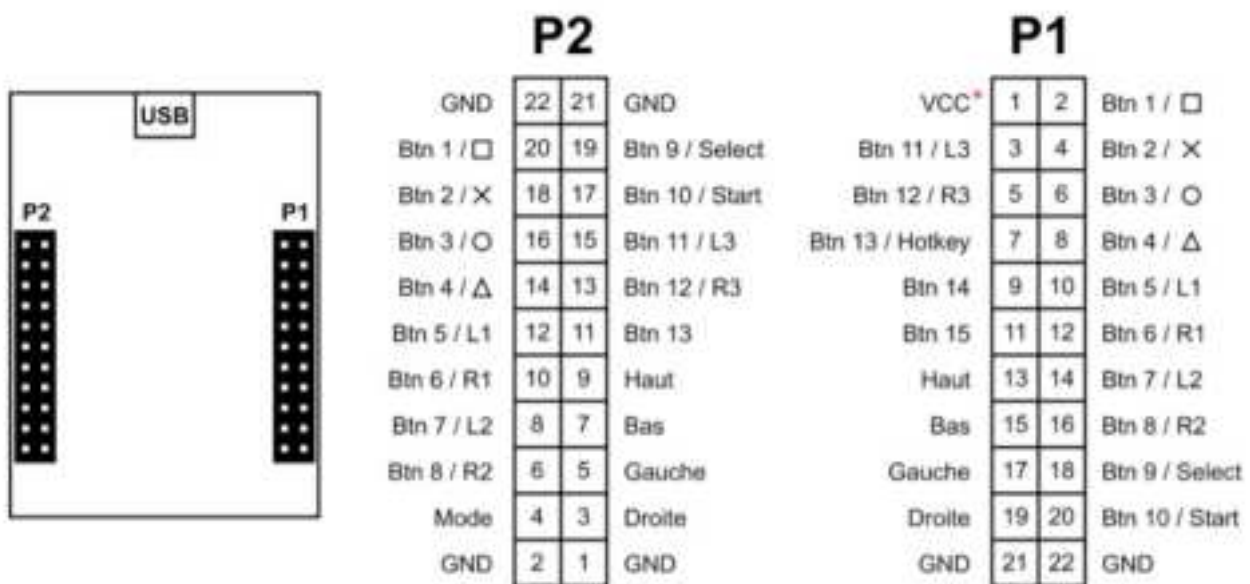 P2 P1
USB
P2 P1
GND 22 21 GND VCC* 1 2 Btn 1 / □
Btn 1 / □ 20 19 Btn 9 / Select Btn 11 / L3 3 4 Btn 2 / ✕
Btn 2 / ✕ 18 17 Btn 10 / Start Btn 12 / R3 5 6 Btn 3 / ○
Btn 3 / ○ 16 15 Btn 11 / L3 Btn 13 / Hotkey 7 8 Btn 4 / △
Btn 4 / △ 14 13 Btn 12 / R3 Btn 14 9 10 Btn 5 / L1
Btn 5 / L1 12 11 Btn 13 Btn 15 11 12 Btn 6 / R1
Btn 6 / R1 10 9 Haut Haut 13 14 Btn 7 / L2
Btn 7 / L2 8 7 Bas Bas 15 16 Btn 8 / R2
Btn 8 / R2 6 5 Gauche Gauche 17 18 Btn 9 / Select
Mode 4 3 Droite Droite 19 20 Btn 10 / Start
GND 2 1 GND GND 21 22 GND